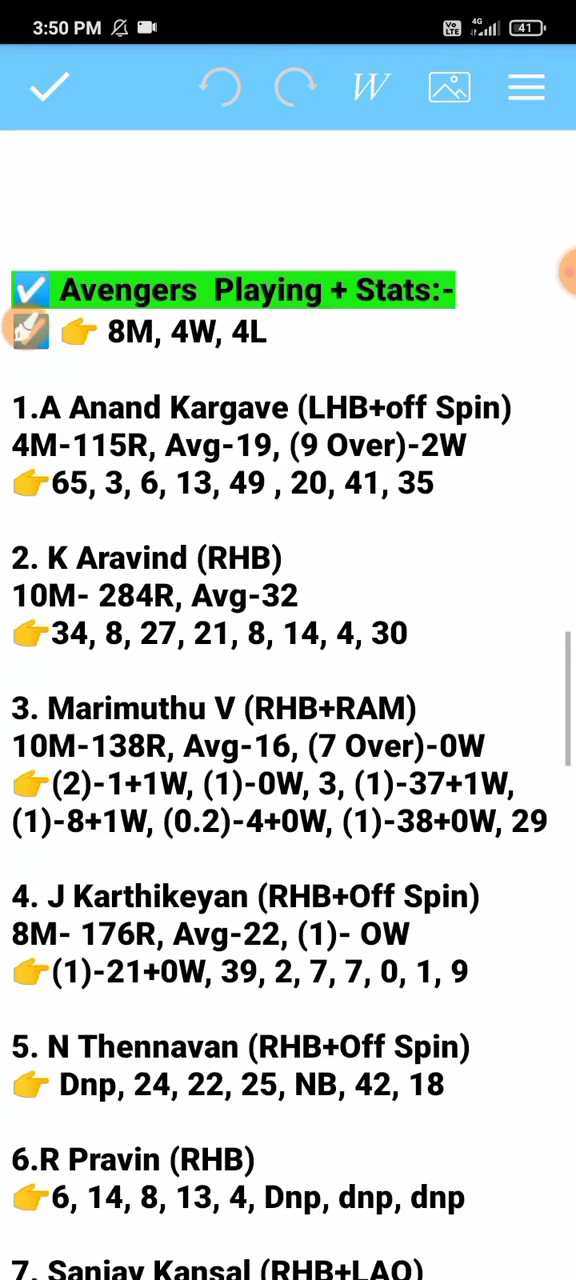 3:50 PM
Vo LTE 4G 41
W
✅ Avengers Playing + Stats:-
👉 8M, 4W, 4L
1.A Anand Kargave (LHB+off Spin)
4M-115R, Avg-19, (9 Over)-2W
👉65, 3, 6, 13, 49 , 20, 41, 35
2. K Aravind (RHB)
10M- 284R, Avg-32
👉34, 8, 27, 21, 8, 14, 4, 30
3. Marimuthu V (RHB+RAM)
10M-138R, Avg-16, (7 Over)-0W
👉(2)-1+1W, (1)-0W, 3, (1)-37+1W,
(1)-8+1W, (0.2)-4+0W, (1)-38+0W, 29
4. J Karthikeyan (RHB+Off Spin)
8M- 176R, Avg-22, (1)- OW
👉(1)-21+0W, 39, 2, 7, 7, 0, 1, 9
5. N Thennavan (RHB+Off Spin)
👉 Dnp, 24, 22, 25, NB, 42, 18
6.R Pravin (RHB)
👉6, 14, 8, 13, 4, Dnp, dnp, dnp
7. Sanjay Kansal (RHB+LAO)